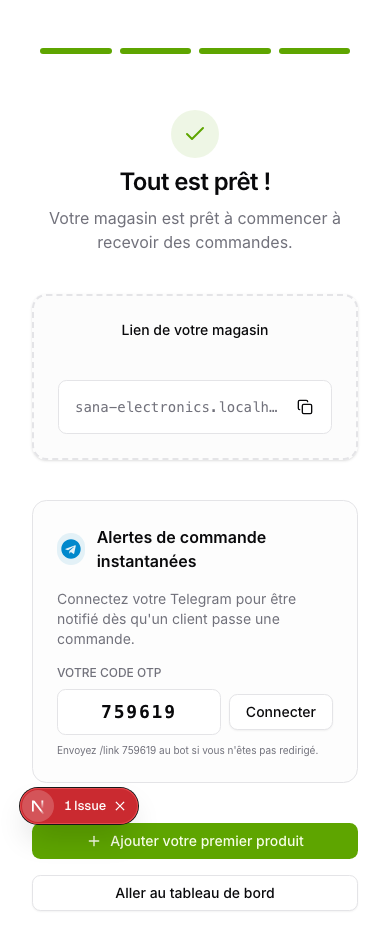 Tout est prêt !
Votre magasin est prêt à commencer à
recevoir des commandes.
Lien de votre magasin
sana-electronics.localh…
Alertes de commande
instantanées
Connectez votre Telegram pour être
notifié dès qu'un client passe une
commande.
VOTRE CODE OTP
759619
Connecter
Envoyez /link 759619 au bot si vous n'êtes pas redirigé.
N
1 Issue
Ajouter votre premier produit
Aller au tableau de bord